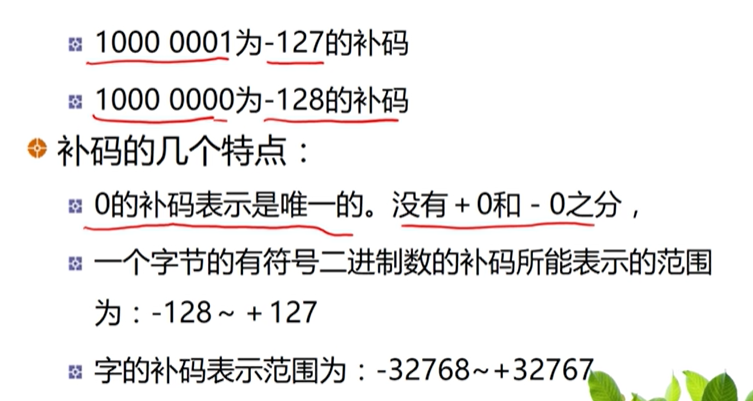 1000 0001为-127的补码
1000 0000为-128的补码
补码的几个特点：
0的补码表示是唯一的。没有＋0和－0之分，
一个字节的有符号二进制数的补码所能表示的范围
为：-128～＋127
字的补码表示范围为：-32768~+32767